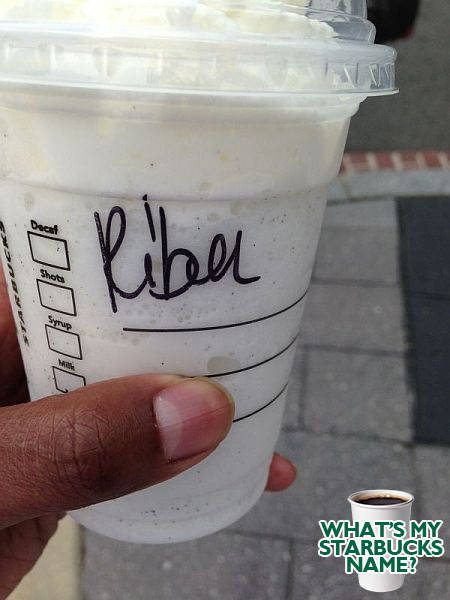 Riber
Decaf
Shots
Syrup
Milk
STARBUCKS
WHAT'S MY
STARBUCKS
NAME?